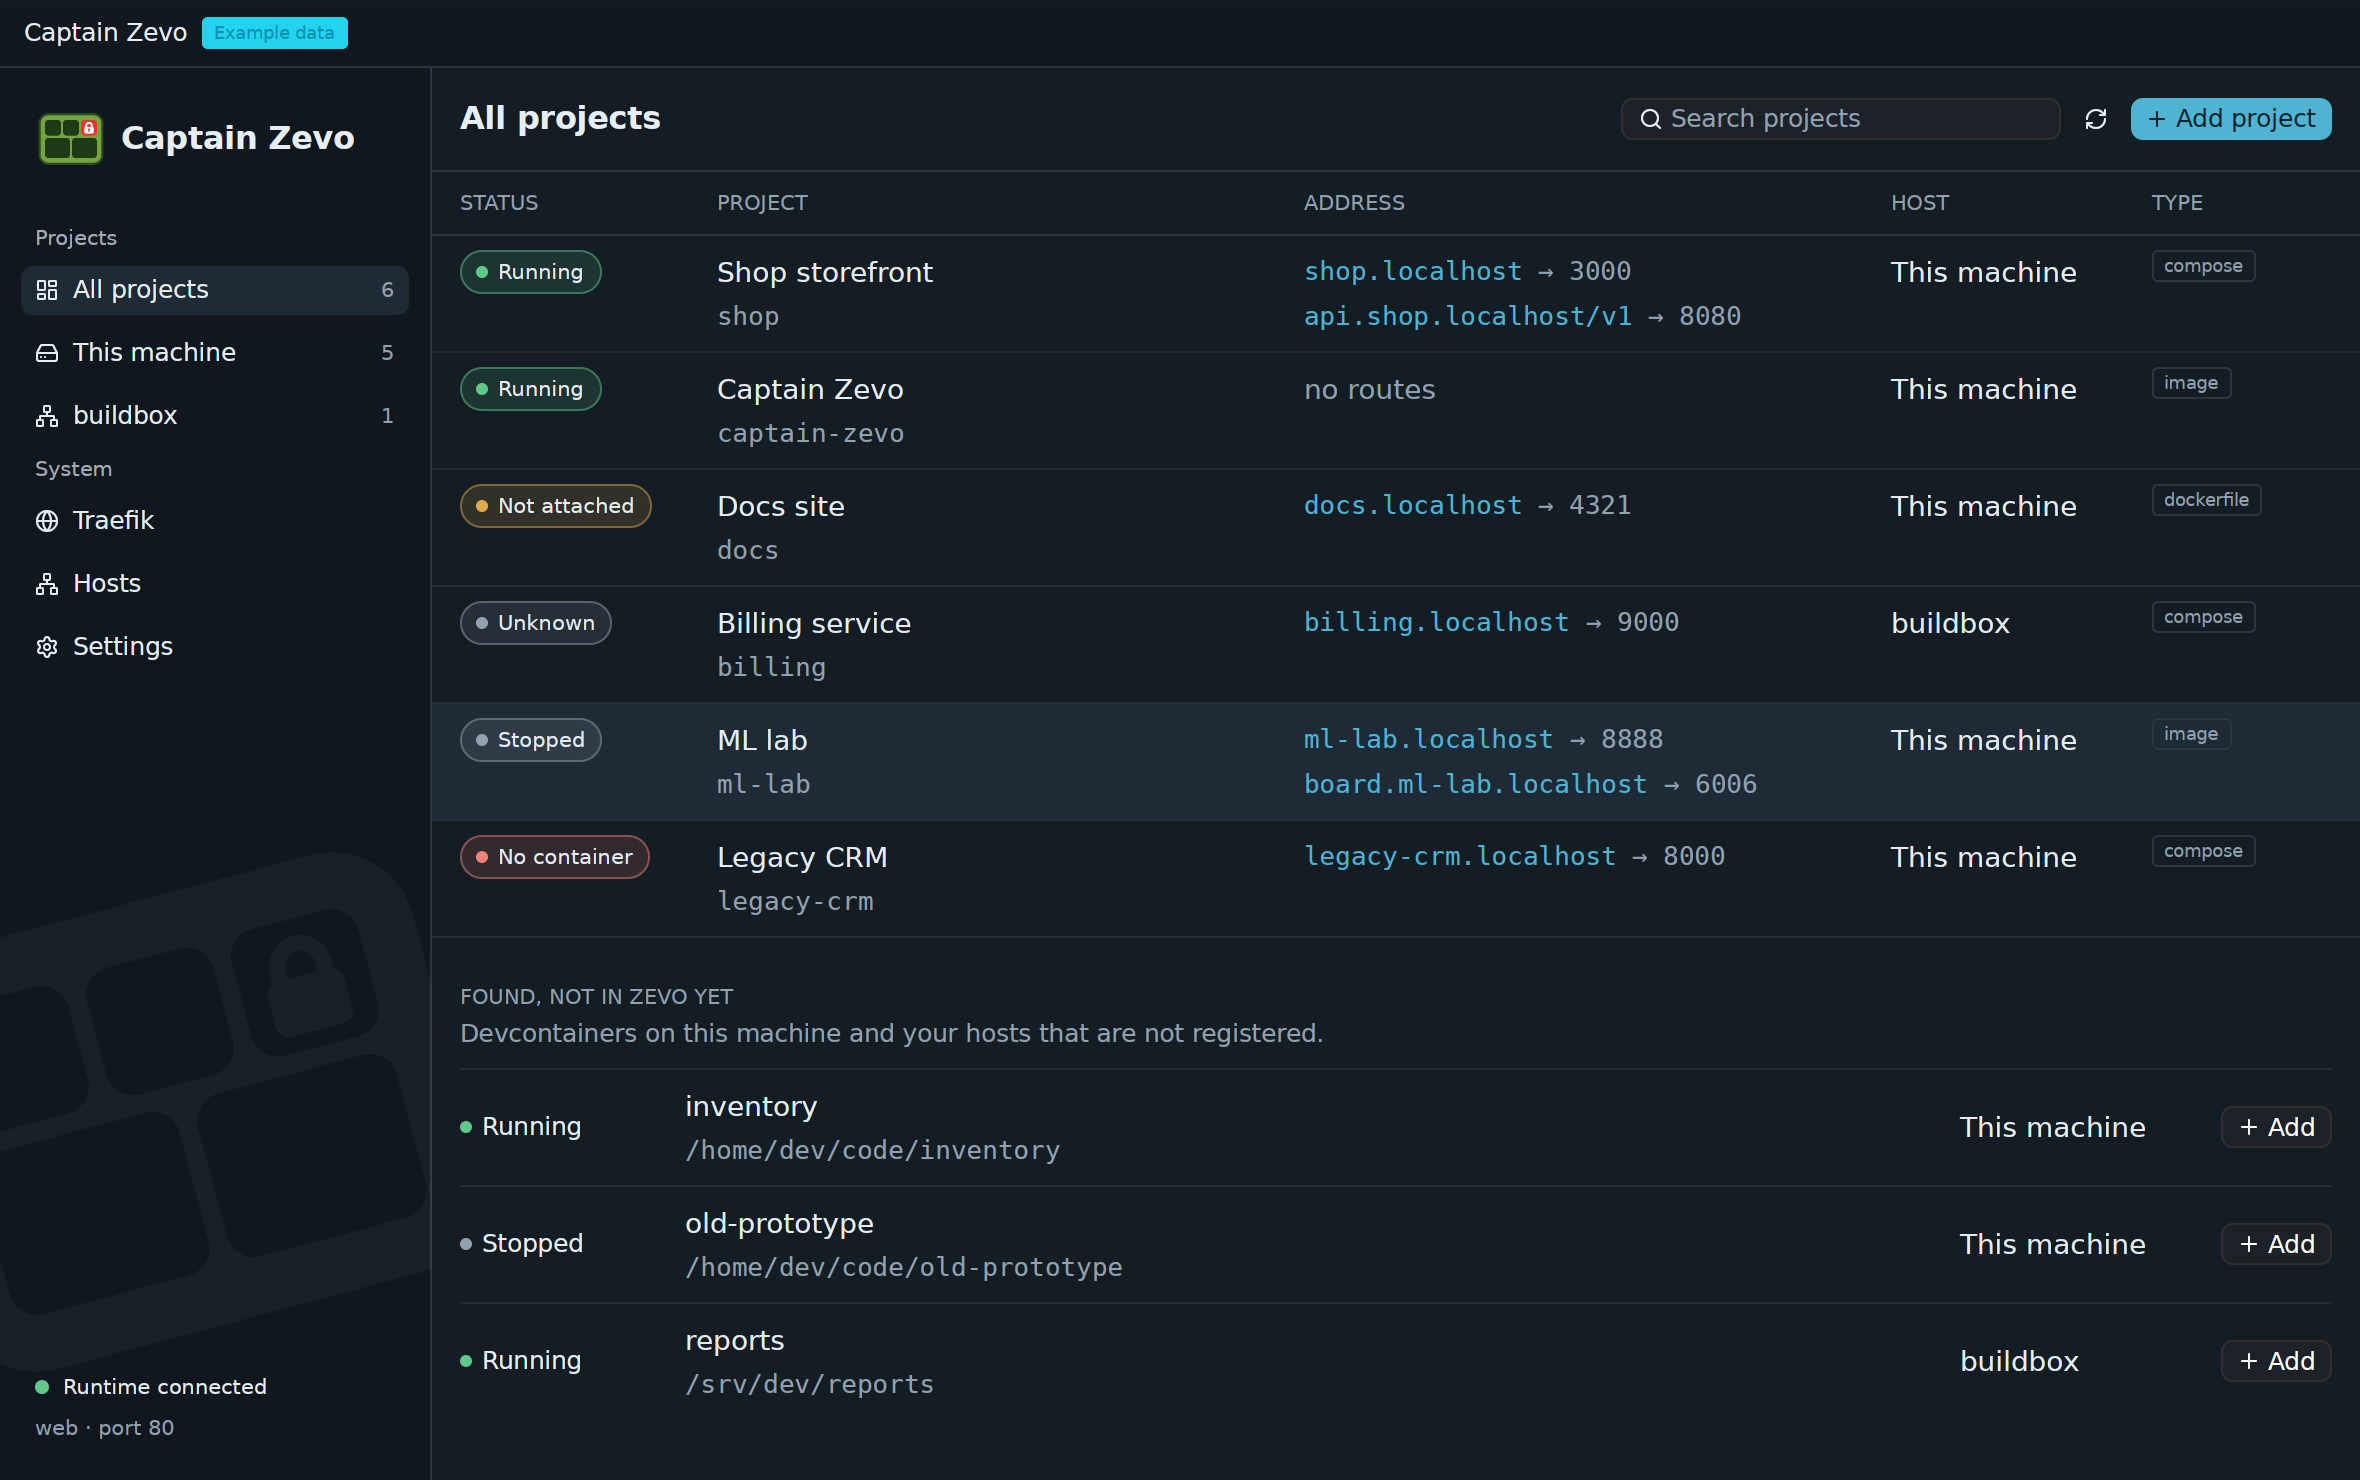 Captain Zevo Example data
Captain Zevo
Projects
All projects 6
This machine 5
buildbox 1
System
Traefik
Hosts
Settings
Runtime connected
web · port 80
All projects Search projects + Add project
STATUS PROJECT ADDRESS HOST TYPE
Running Shop storefront shop.localhost → 3000 This machine compose
shop api.shop.localhost/v1 → 8080
Running Captain Zevo no routes This machine image
captain-zevo
Not attached Docs site docs.localhost → 4321 This machine dockerfile
docs
Unknown Billing service billing.localhost → 9000 buildbox compose
billing
Stopped ML lab ml-lab.localhost → 8888 This machine image
ml-lab board.ml-lab.localhost → 6006
No container Legacy CRM legacy-crm.localhost → 8000 This machine compose
legacy-crm
FOUND, NOT IN ZEVO YET
Devcontainers on this machine and your hosts that are not registered.
Running inventory This machine + Add
/home/dev/code/inventory
Stopped old-prototype This machine + Add
/home/dev/code/old-prototype
Running reports buildbox + Add
/srv/dev/reports